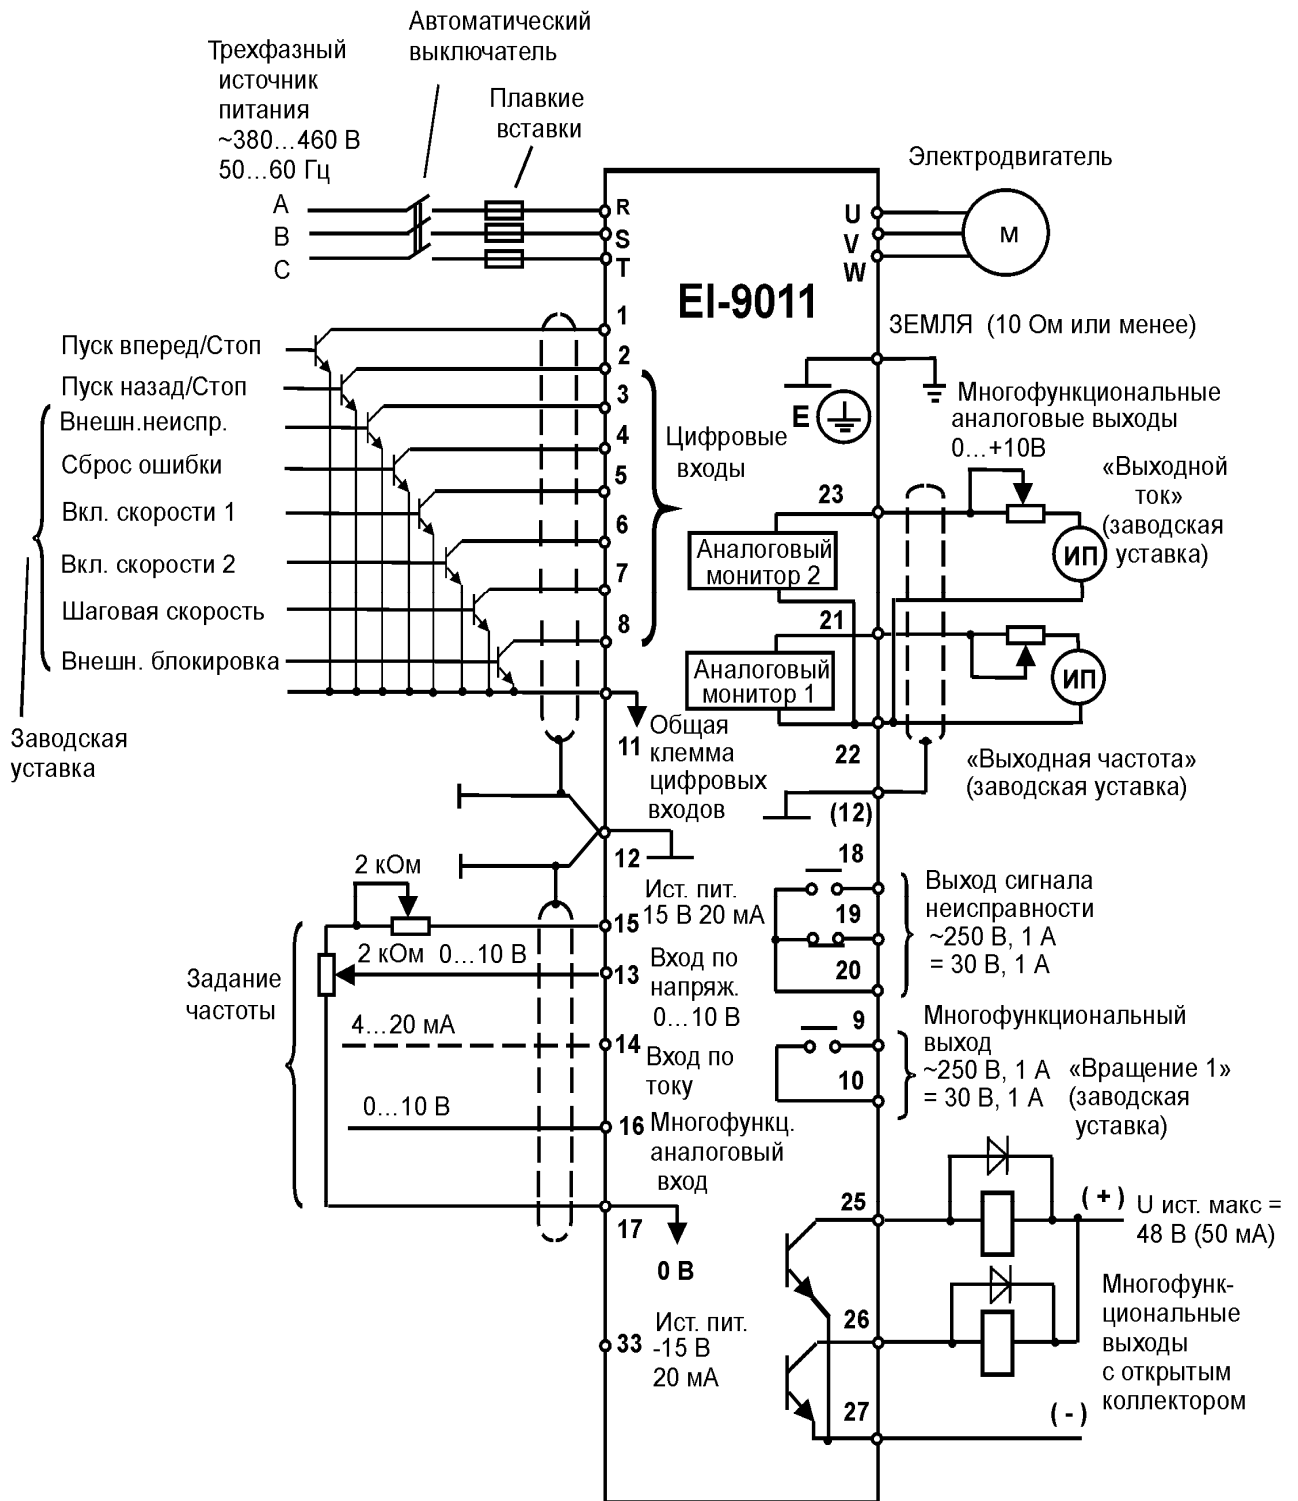 Автоматический
выключатель
Трехфазный
источник
питания
~380...460 В
50...60 Гц
Плавкие
вставки
Электродвигатель
A
B
C
R
S
T
U
V
W
М
EI-9011
ЗЕМЛЯ (10 Ом или менее)
E
Пуск вперед/Стоп
Пуск назад/Стоп
Внешн.неиспр.
Сброс ошибки
Вкл. скорости 1
Вкл. скорости 2
Шаговая скорость
Внешн. блокировка
Заводская
уставка
1
2
3
4
5
6
7
8
Цифровые
входы
11
Общая
клемма
цифровых
входов
12
Многофункциональные
аналоговые выходы
0...+10В
«Выходной
ток»
(заводская
уставка)
23
Аналоговый
монитор 2
ИП
21
Аналоговый
монитор 1
ИП
22
«Выходная частота»
(заводская уставка)
(12)
2 кОм
15
Ист. пит.
15 В 20 мА
2 кОм 0...10 В
13
Вход по
напряж.
0...10 В
Задание
частоты
4...20 мА
14
Вход по
току
0...10 В
16
Многофункц.
аналоговый
вход
17
0 В
33
Ист. пит.
-15 В
20 мА
18
19
20
Выход сигнала
неисправности
~250 В, 1 А
= 30 В, 1 А
9
10
Многофункциональный
выход
~250 В, 1 А
= 30 В, 1 А
«Вращение 1»
(заводская
уставка)
25
(+)
U ист. макс =
48 В (50 мА)
26
Многофунк-
циональные
выходы
с открытым
коллектором
27
(-)